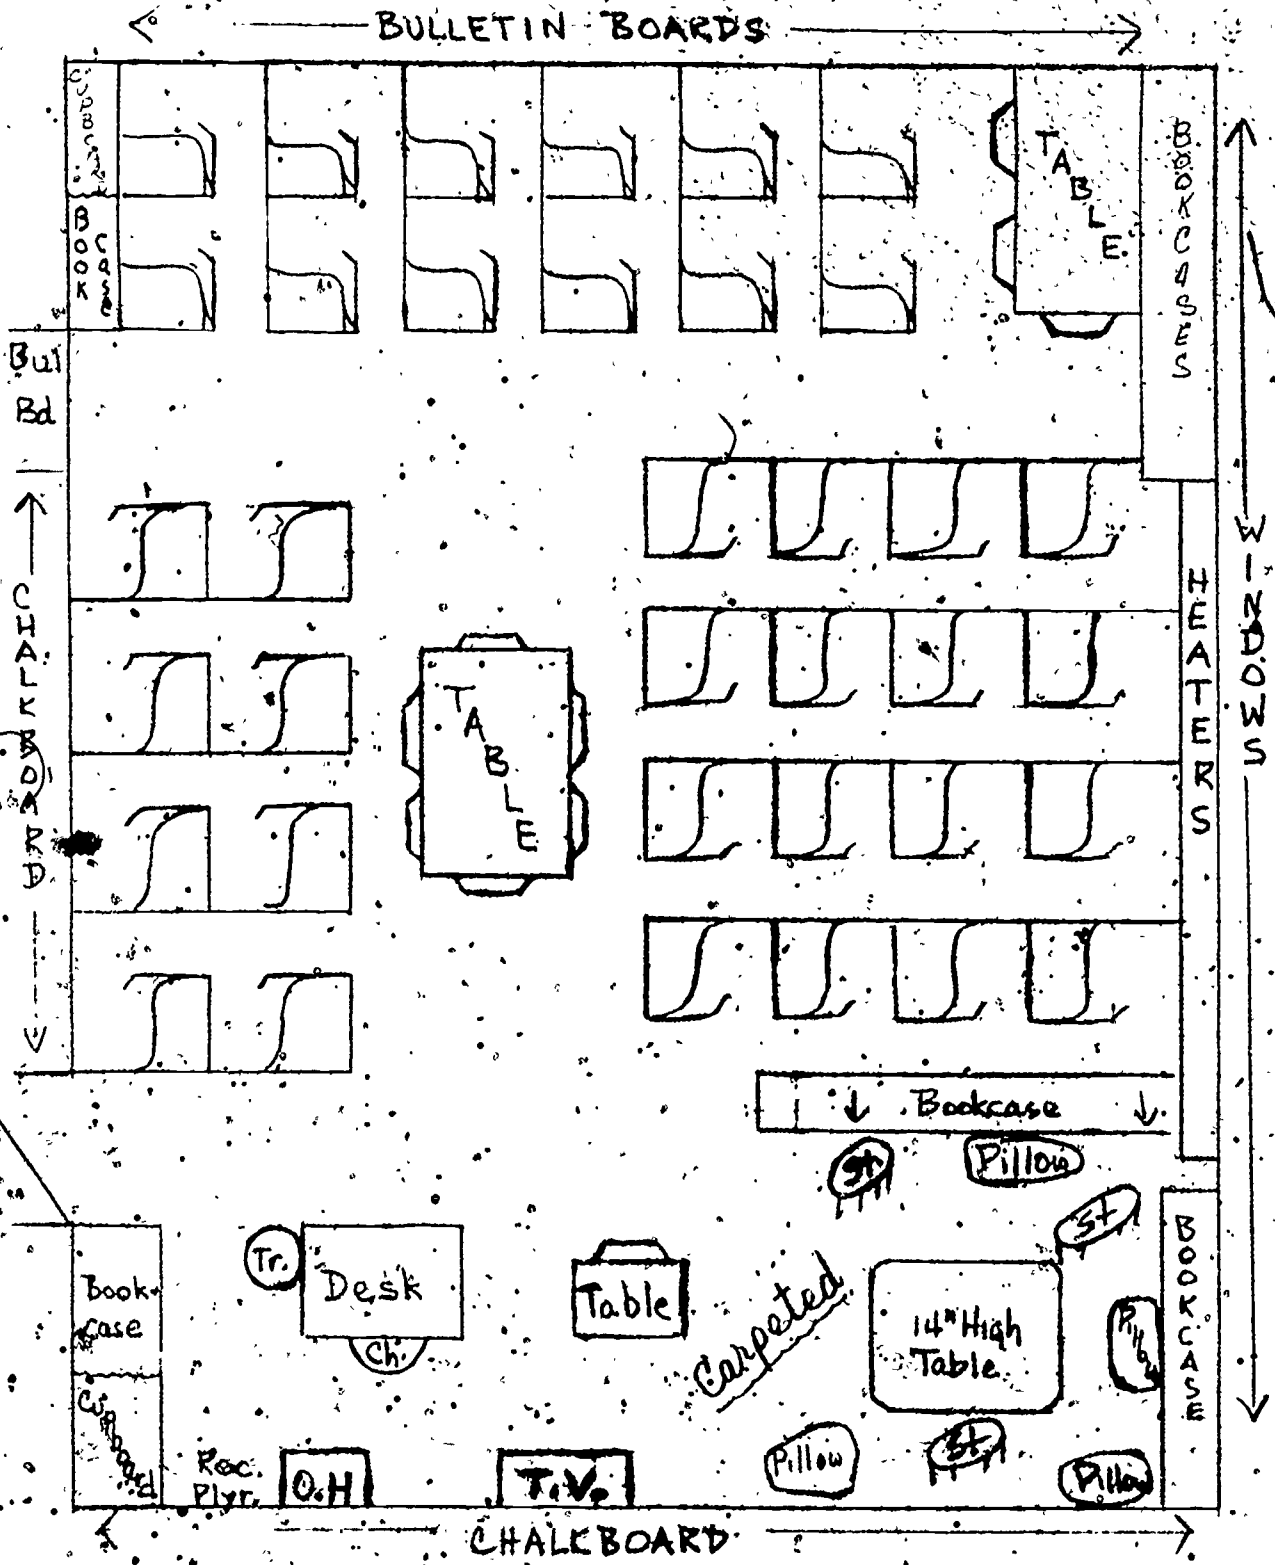 BULLETIN BOARDS
CUPBOARD
BOOK CASE
TABLE
BOOKCASES
Bul
Bd
CHALKBOARD
TABLE
HEATERS
WINDOWS
Bookcase
St
Pillow
St
Book-
case
Tr.
Desk
Ch.
Table
Carpeted
14" High
Table
Pillow
BOOKCASE
Cupboard
Rec.
Plyr.
O.H
T.V.
Pillow
St
Pillow
CHALKBOARD